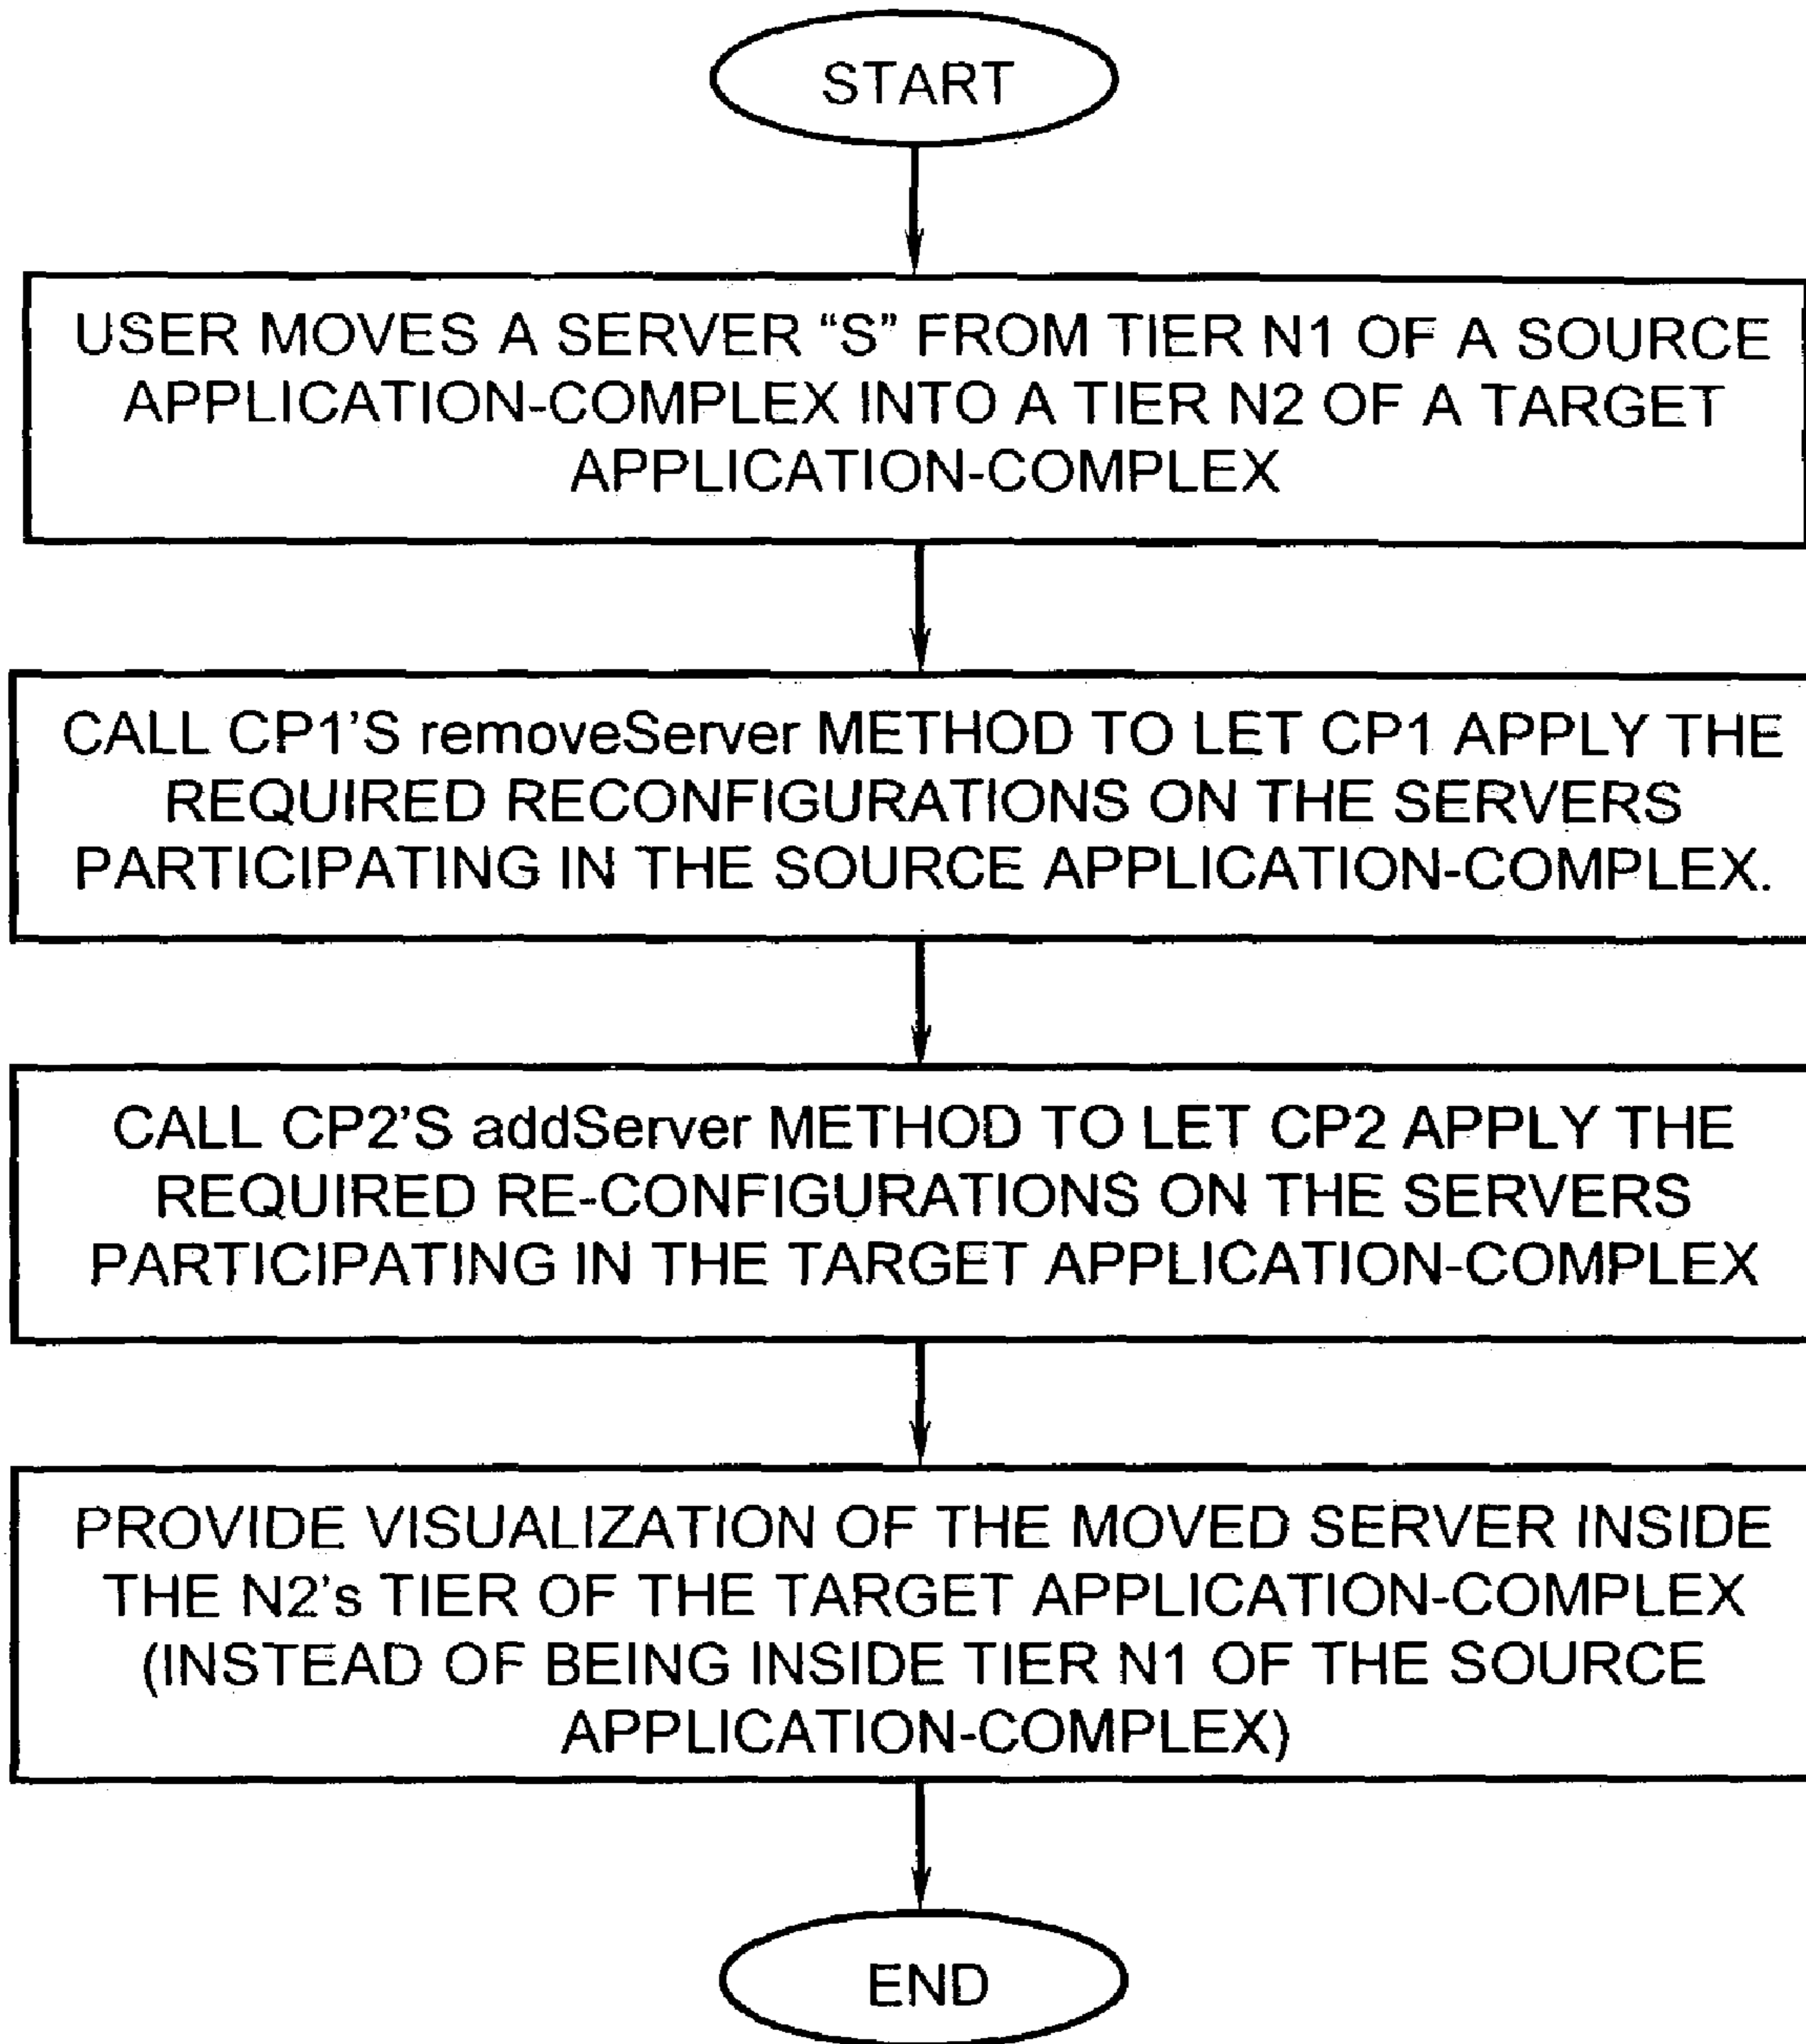 START
USER MOVES A SERVER “S” FROM TIER N1 OF A SOURCE
APPLICATION-COMPLEX INTO A TIER N2 OF A TARGET
APPLICATION-COMPLEX
CALL CP1’S removeServer METHOD TO LET CP1 APPLY THE
REQUIRED RECONFIGURATIONS ON THE SERVERS
PARTICIPATING IN THE SOURCE APPLICATION-COMPLEX.
CALL CP2’S addServer METHOD TO LET CP2 APPLY THE
REQUIRED RE-CONFIGURATIONS ON THE SERVERS
PARTICIPATING IN THE TARGET APPLICATION-COMPLEX
PROVIDE VISUALIZATION OF THE MOVED SERVER INSIDE
THE N2’s TIER OF THE TARGET APPLICATION-COMPLEX
(INSTEAD OF BEING INSIDE TIER N1 OF THE SOURCE
APPLICATION-COMPLEX)
END